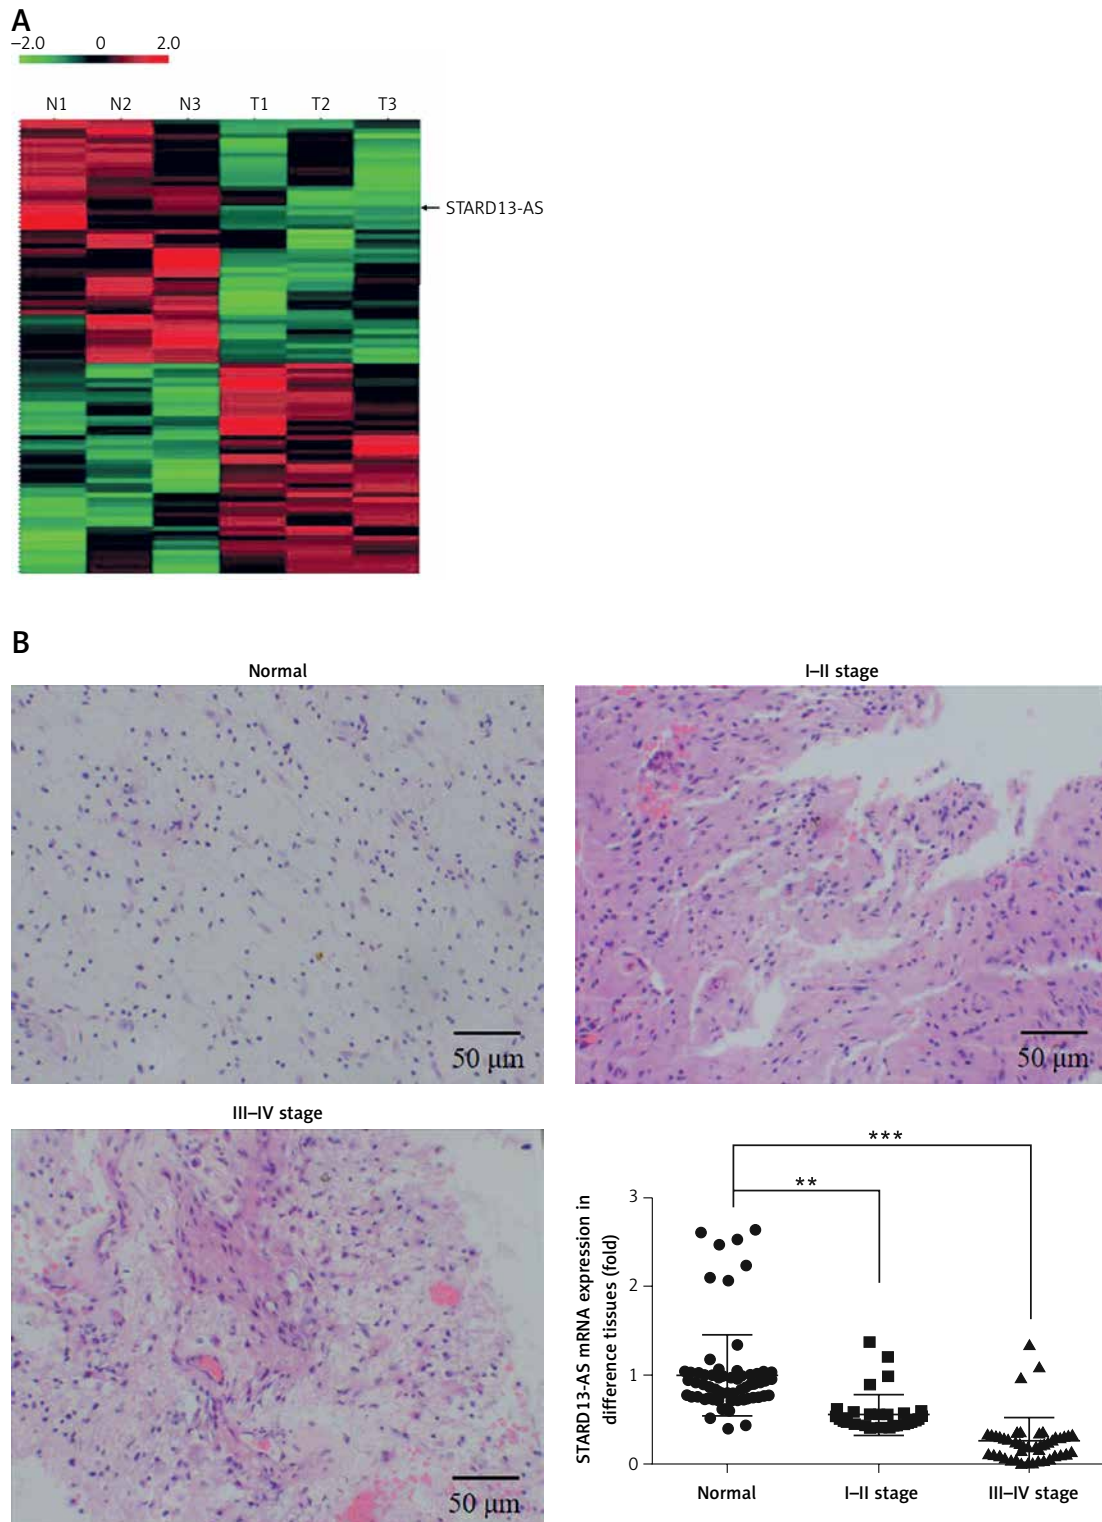 A
−2.0 0 2.0
N1 N2 N3 T1 T2 T3
STARD13-AS
B
Normal
I–II stage
50 μm
50 μm
III–IV stage
50 μm
***
**
STARD13-AS mRNA expression in
difference tissues (fold)
3
2
1
0
Normal I–II stage III–IV stage